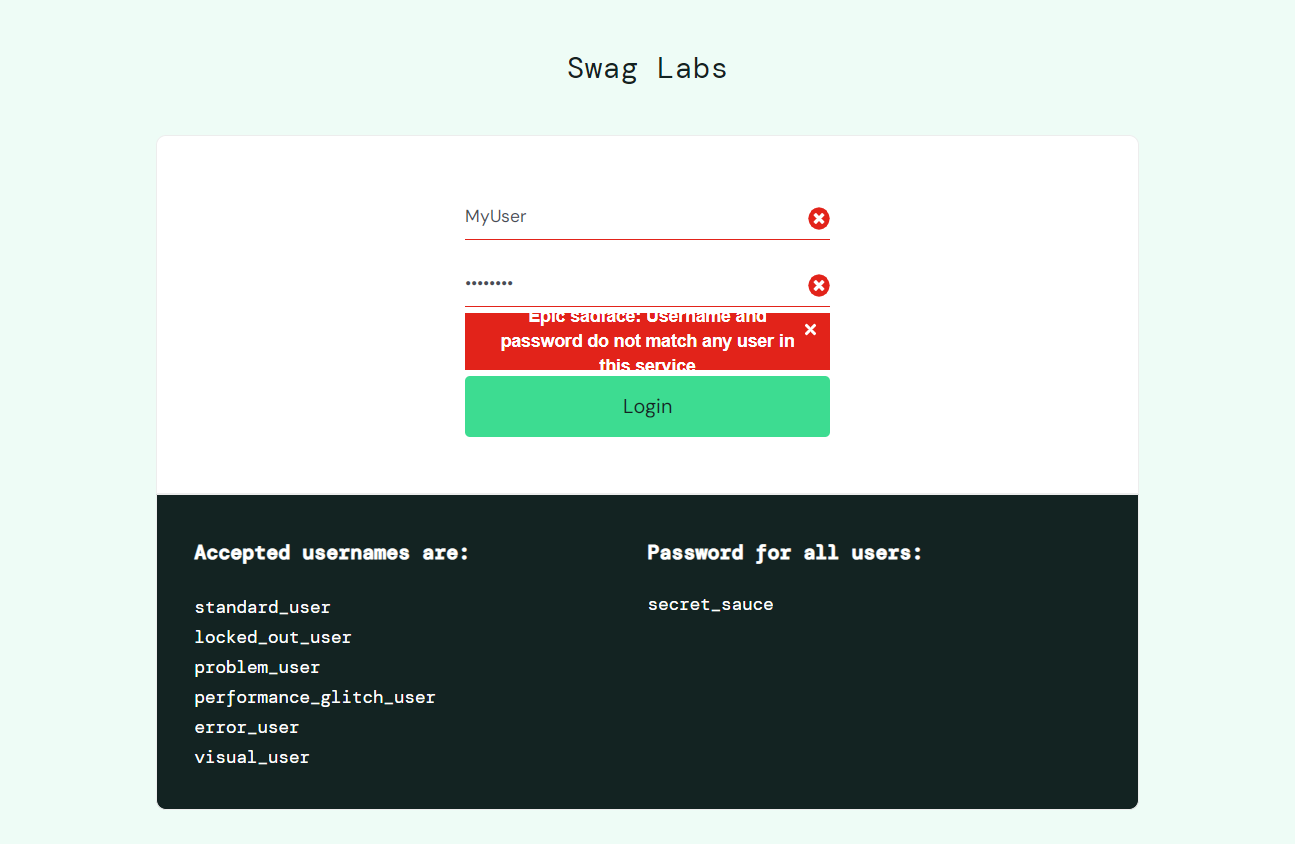 Swag Labs
MyUser
••••••••
Epic sadface: Username and
password do not match any user in
this service
Login
Accepted usernames are:
standard_user
locked_out_user
problem_user
performance_glitch_user
error_user
visual_user
Password for all users:
secret_sauce